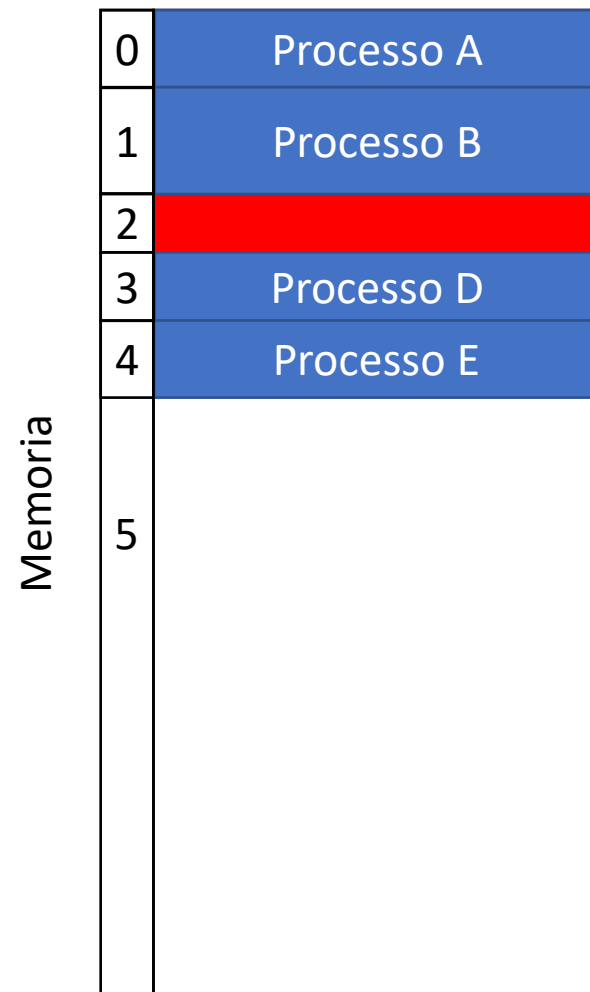 0 Processo A
1 Processo B
2
3 Processo D
4 Processo E
Memoria
5